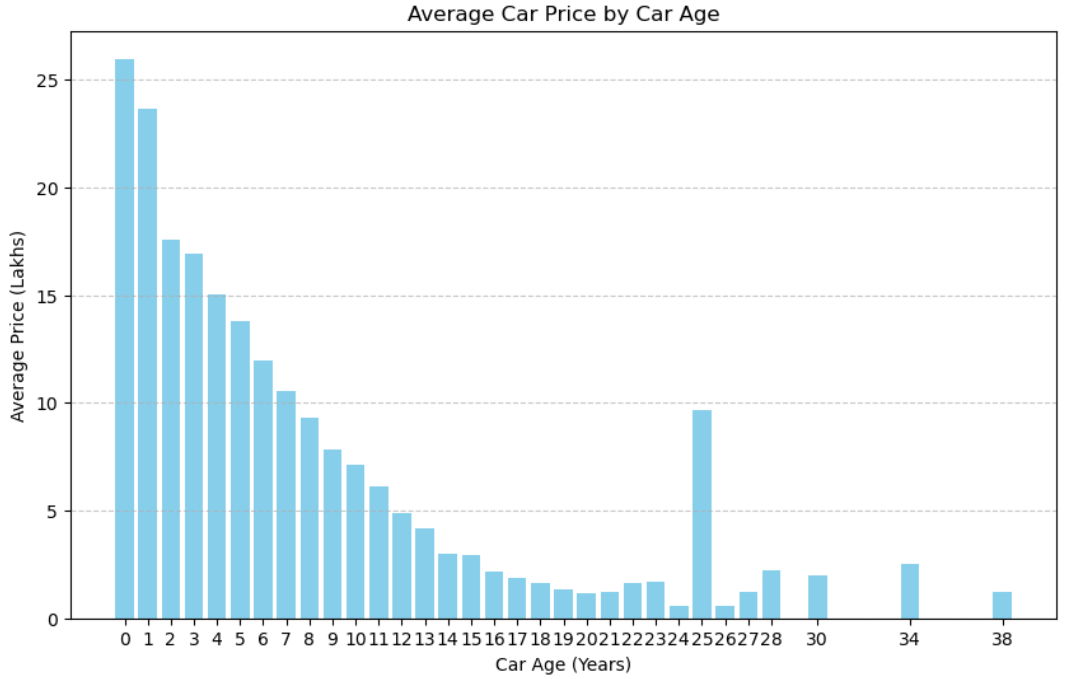 Average Car Price by Car Age
Average Price (Lakhs)
25
20
15
10
5
0
0 1 2 3 4 5 6 7 8 9 10 11 12 13 14 15 16 17 18 19 20 21 22 23 24 25 26 27 28 30 34 38
Car Age (Years)